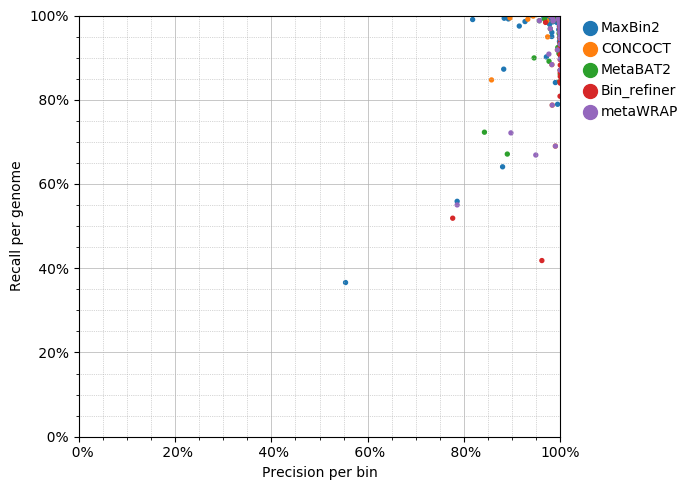 100%
80%
60%
40%
20%
0%
0%
20%
40%
60%
80%
100%
Recall per genome
Precision per bin
MaxBin2
CONCOCT
MetaBAT2
Bin_refiner
metaWRAP